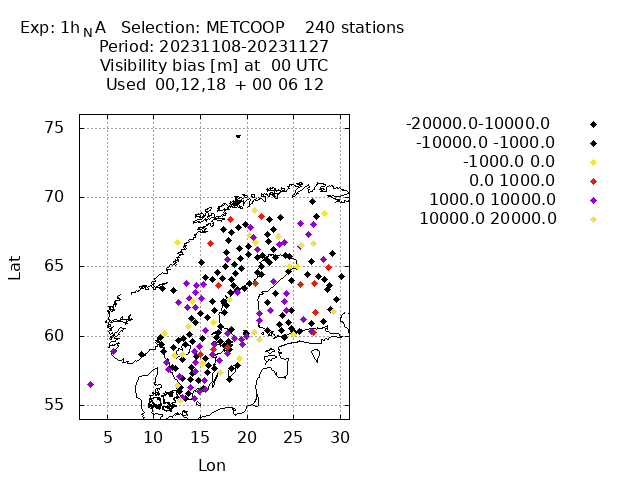 Exp: 1h_NA   Selection: METCOOP    240 stations
Period: 20231108-20231127
Visibility bias [m] at  00 UTC
Used  00,12,18  + 00 06 12
-20000.0-10000.0
-10000.0 -1000.0
-1000.0 0.0
0.0 1000.0
1000.0 10000.0
10000.0 20000.0
75
70
65
60
55
Lat
5 10 15 20 25 30
Lon